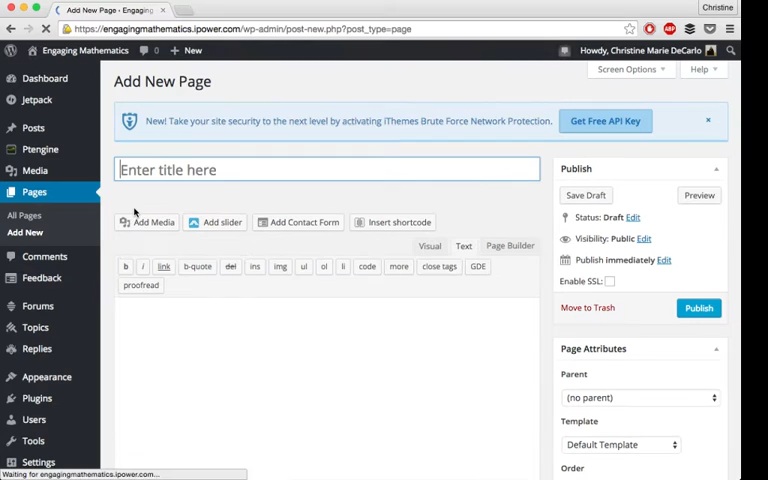 Christine
Add New Page ‹ Engaging
https://engagingmathematics.ipower.com/wp-admin/post-new.php?post_type=page
Engaging Mathematics 0 + New Howdy, Christine Marie DeCarlo
Screen Options Help
Dashboard
Jetpack
Posts
Ptengine
Media
Pages
All Pages
Add New
Comments
Feedback
Forums
Topics
Replies
Appearance
Plugins
Users
Tools
Settings
Add New Page
New! Take your site security to the next level by activating iThemes Brute Force Network Protection. Get Free API Key ×
Enter title here
Add Media Add slider Add Contact Form Insert shortcode
Visual Text Page Builder
b i link b-quote del ins img ul ol li code more close tags GDE
proofread
Publish
Save Draft Preview
Status: Draft Edit
Visibility: Public Edit
Publish immediately Edit
Enable SSL:
Move to Trash Publish
Page Attributes
Parent
(no parent)
Template
Default Template
Order
Waiting for engagingmathematics.ipower.com...